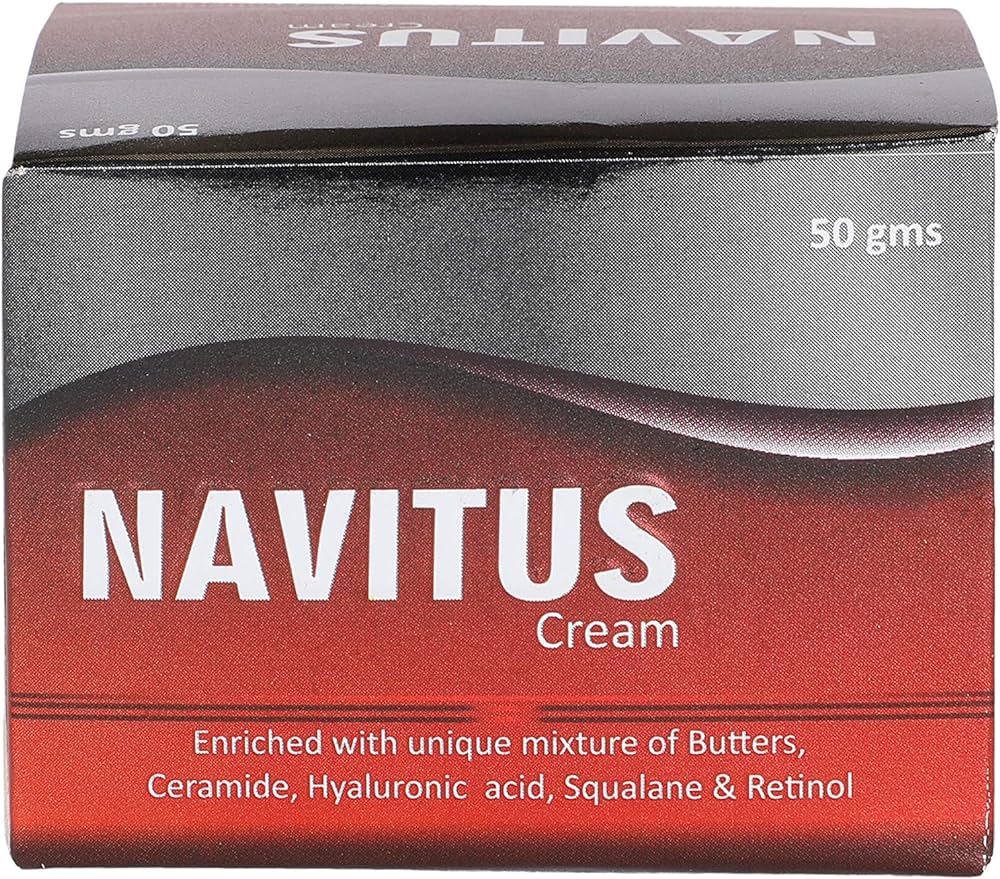 NAVITUS
Cream
50 gms
50 gms
NAVITUS
Cream
Enriched with unique mixture of Butters,
Ceramide, Hyaluronic acid, Squalane & Retinol